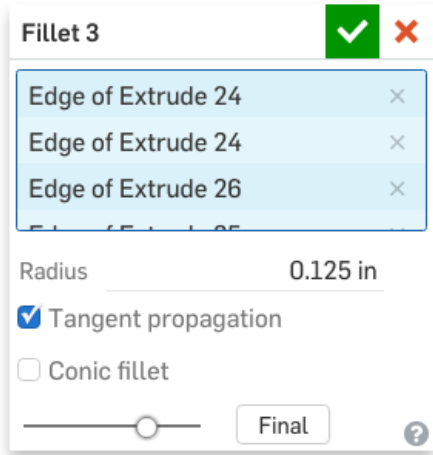 Fillet 3
Edge of Extrude 24
Edge of Extrude 24
Edge of Extrude 26
Radius 0.125 in
Tangent propagation
Conic fillet
Final